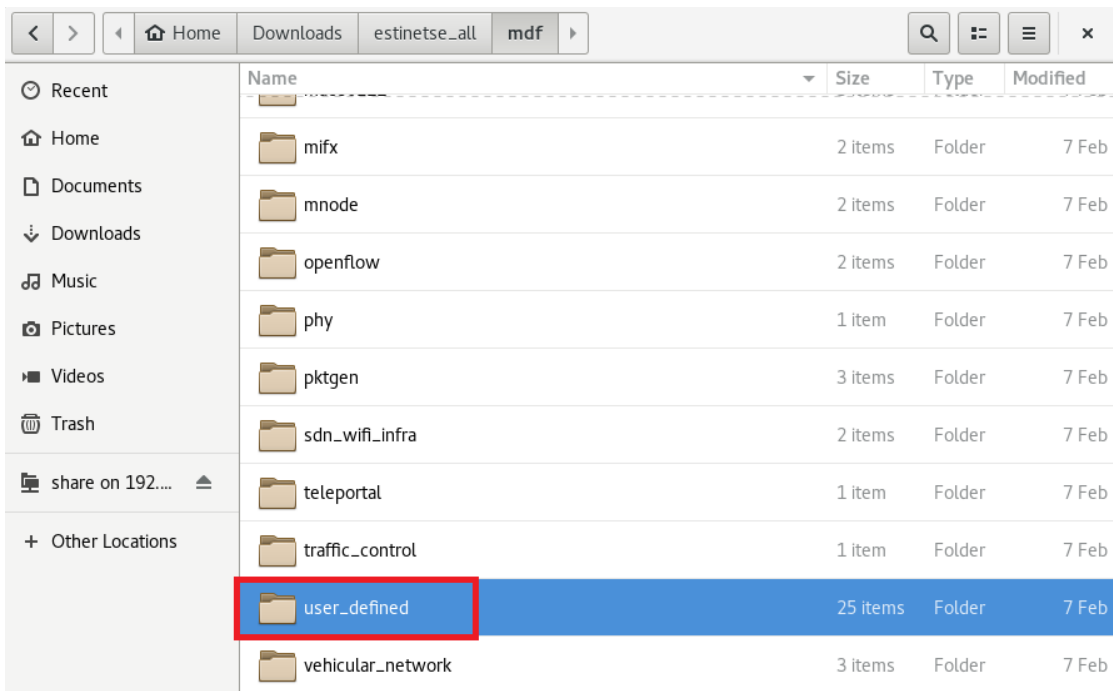 Home Downloads estinetse_all mdf
Recent
Home
Documents
Downloads
Music
Pictures
Videos
Trash
share on 192....
+ Other Locations
Name Size Type Modified
mifx 2 items Folder 7 Feb
mnode 2 items Folder 7 Feb
openflow 2 items Folder 7 Feb
phy 1 item Folder 7 Feb
pktgen 3 items Folder 7 Feb
sdn_wifi_infra 2 items Folder 7 Feb
teleportal 1 item Folder 7 Feb
traffic_control 1 item Folder 7 Feb
user_defined 25 items Folder 7 Feb
vehicular_network 3 items Folder 7 Feb